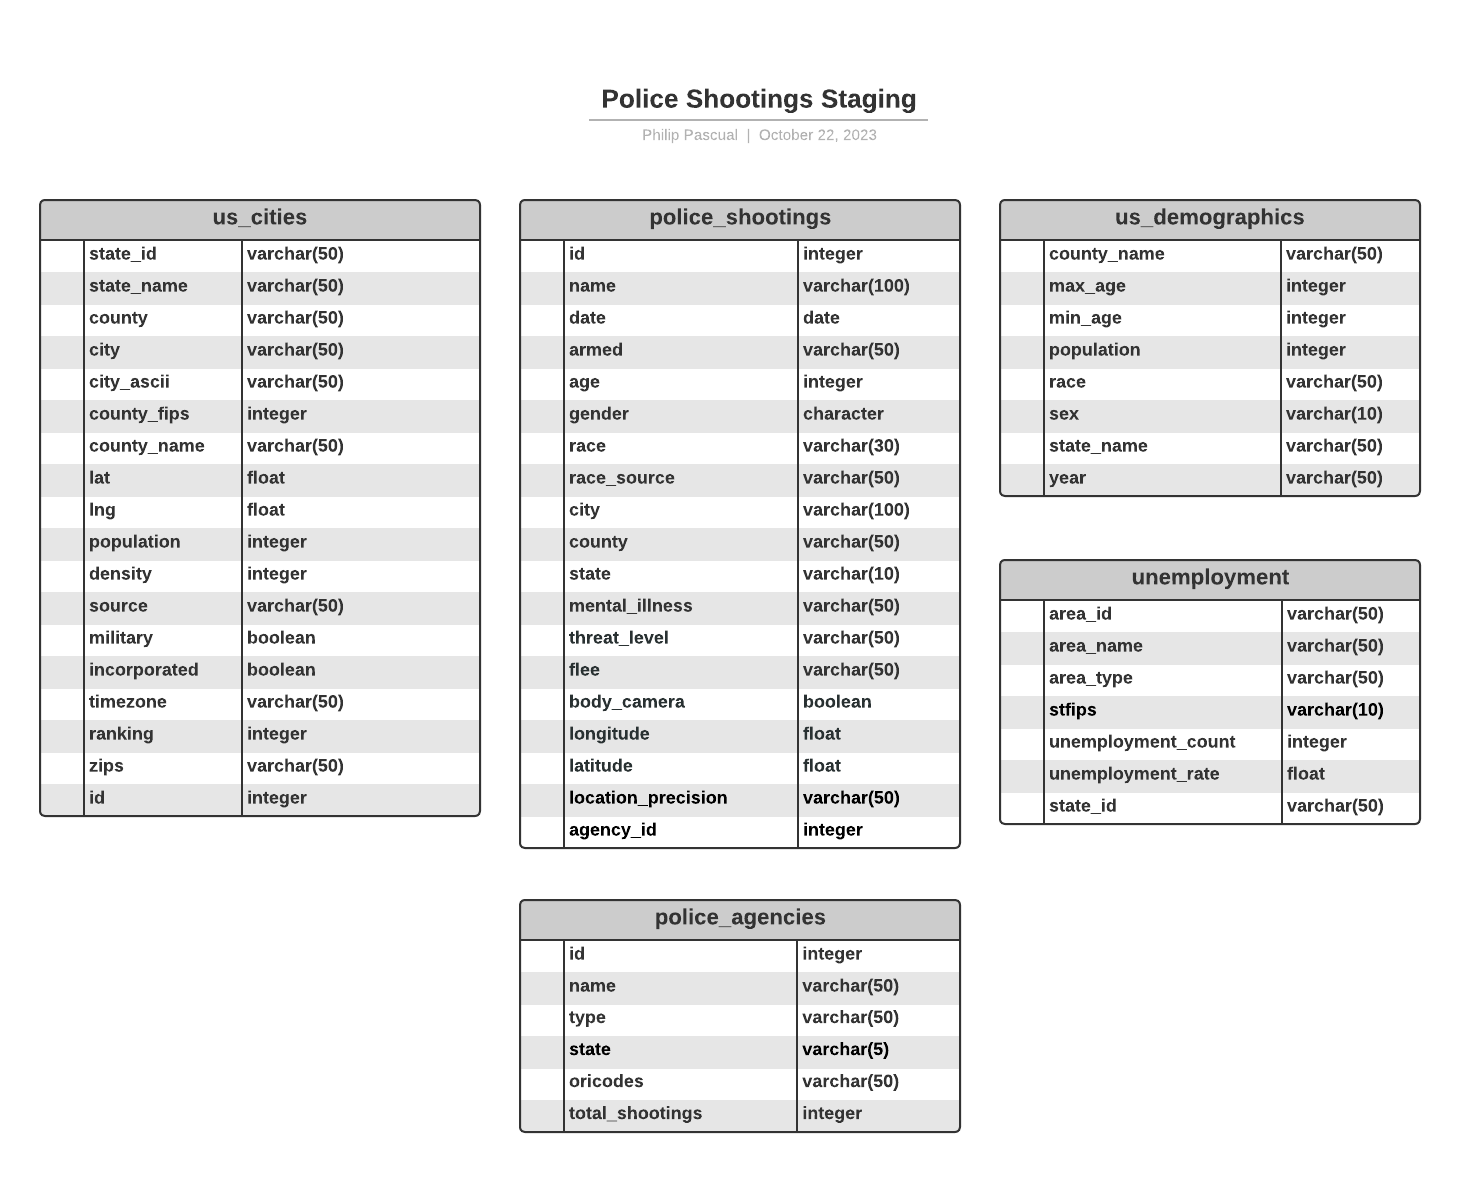 Police Shootings Staging
Philip Pascual | October 22, 2023
us_cities
state_id varchar(50)
state_name varchar(50)
county varchar(50)
city varchar(50)
city_ascii varchar(50)
county_fips integer
county_name varchar(50)
lat float
lng float
population integer
density integer
source varchar(50)
military boolean
incorporated boolean
timezone varchar(50)
ranking integer
zips varchar(50)
id integer
police_shootings
id integer
name varchar(100)
date date
armed varchar(50)
age integer
gender character
race varchar(30)
race_source varchar(50)
city varchar(100)
county varchar(50)
state varchar(10)
mental_illness varchar(50)
threat_level varchar(50)
flee varchar(50)
body_camera boolean
longitude float
latitude float
location_precision varchar(50)
agency_id integer
us_demographics
county_name varchar(50)
max_age integer
min_age integer
population integer
race varchar(50)
sex varchar(10)
state_name varchar(50)
year varchar(50)
unemployment
area_id varchar(50)
area_name varchar(50)
area_type varchar(50)
stfips varchar(10)
unemployment_count integer
unemployment_rate float
state_id varchar(50)
police_agencies
id integer
name varchar(50)
type varchar(50)
state varchar(5)
oricodes varchar(50)
total_shootings integer